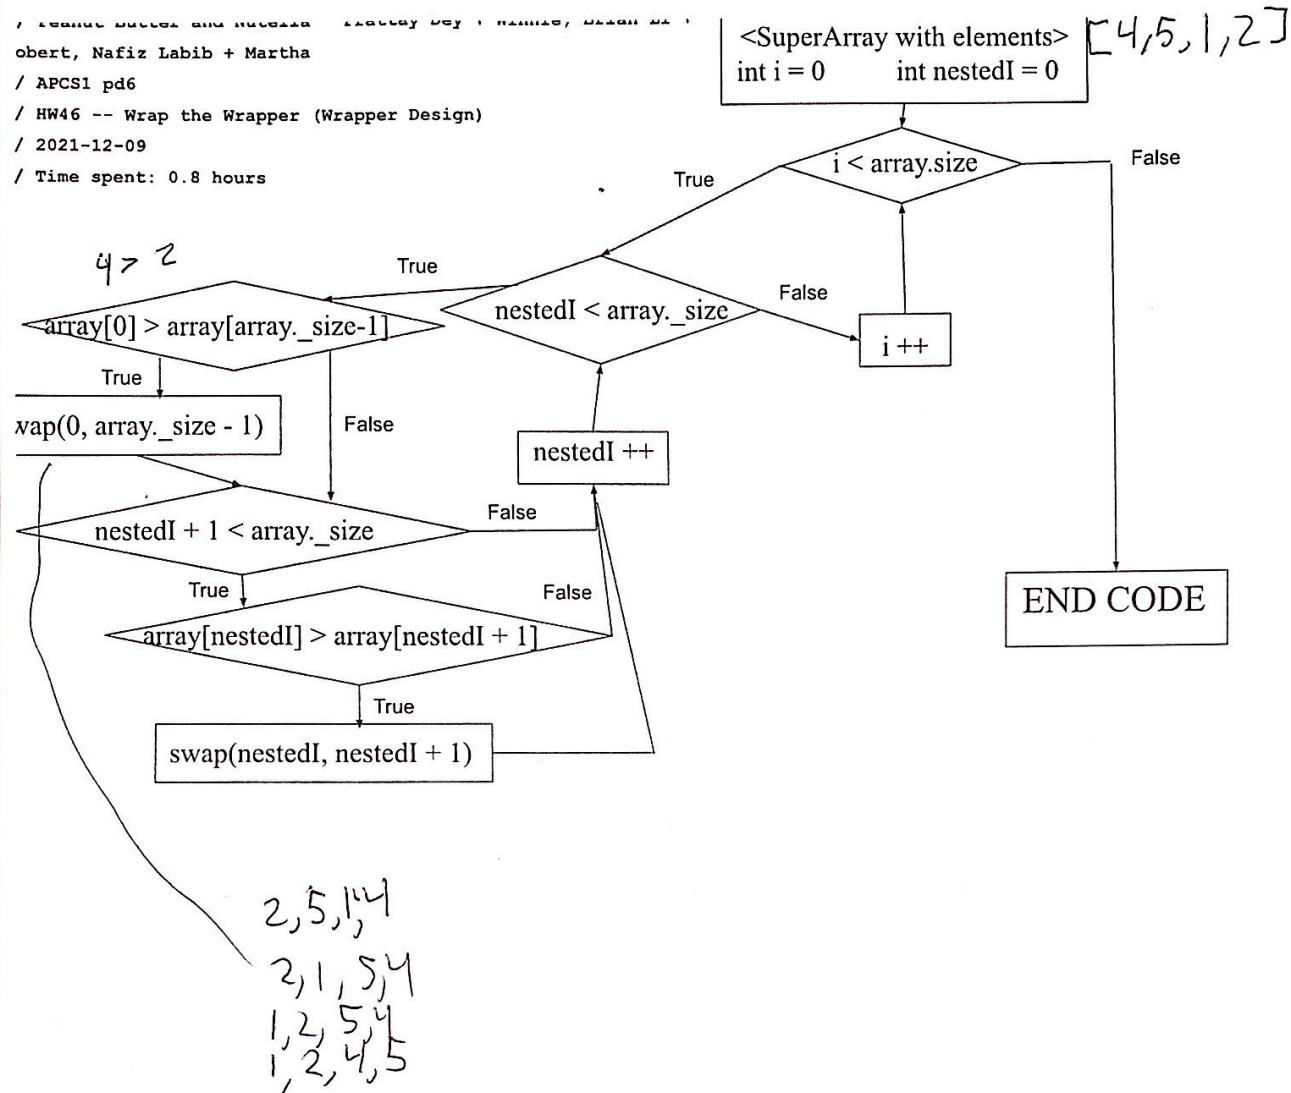 obert, Nafiz Labib + Martha
/ APCS1 pd6
/ HW46 -- Wrap the Wrapper (Wrapper Design)
/ 2021-12-09
/ Time spent: 0.8 hours
<SuperArray with elements>
int i = 0 int nestedI = 0
[4,5,1,2]
i < array.size
False
True
4 > 2
True
nestedI < array._size
False
array[0] > array[array._size-1]
i ++
True
wap(0, array._size - 1)
False
nestedI ++
nestedI + 1 < array._size
False
True
False
array[nestedI] > array[nestedI + 1]
END CODE
True
swap(nestedI, nestedI + 1)
2,5,1,4
2,1,5,4
1,2,5,4
1,2,4,5